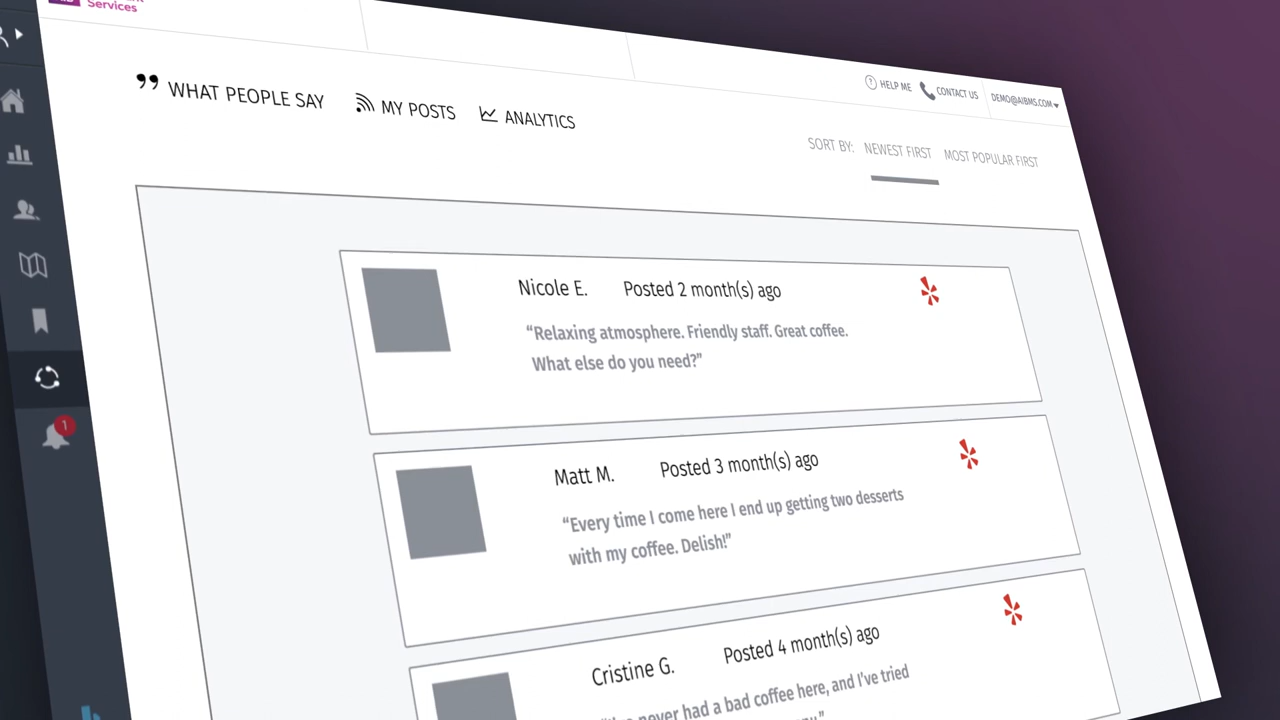 Services
HELP ME
CONTACT US
DEMO@AIBMS.COM
” WHAT PEOPLE SAY
MY POSTS
ANALYTICS
SORT BY:
NEWEST FIRST
MOST POPULAR FIRST
Nicole E.
Posted 2 month(s) ago
“Relaxing atmosphere. Friendly staff. Great coffee.
What else do you need?”
1
Matt M.
Posted 3 month(s) ago
“Every time I come here I end up getting two desserts
with my coffee. Delish!”
Cristine G.
Posted 4 month(s) ago
never had a bad coffee here, and I've tried